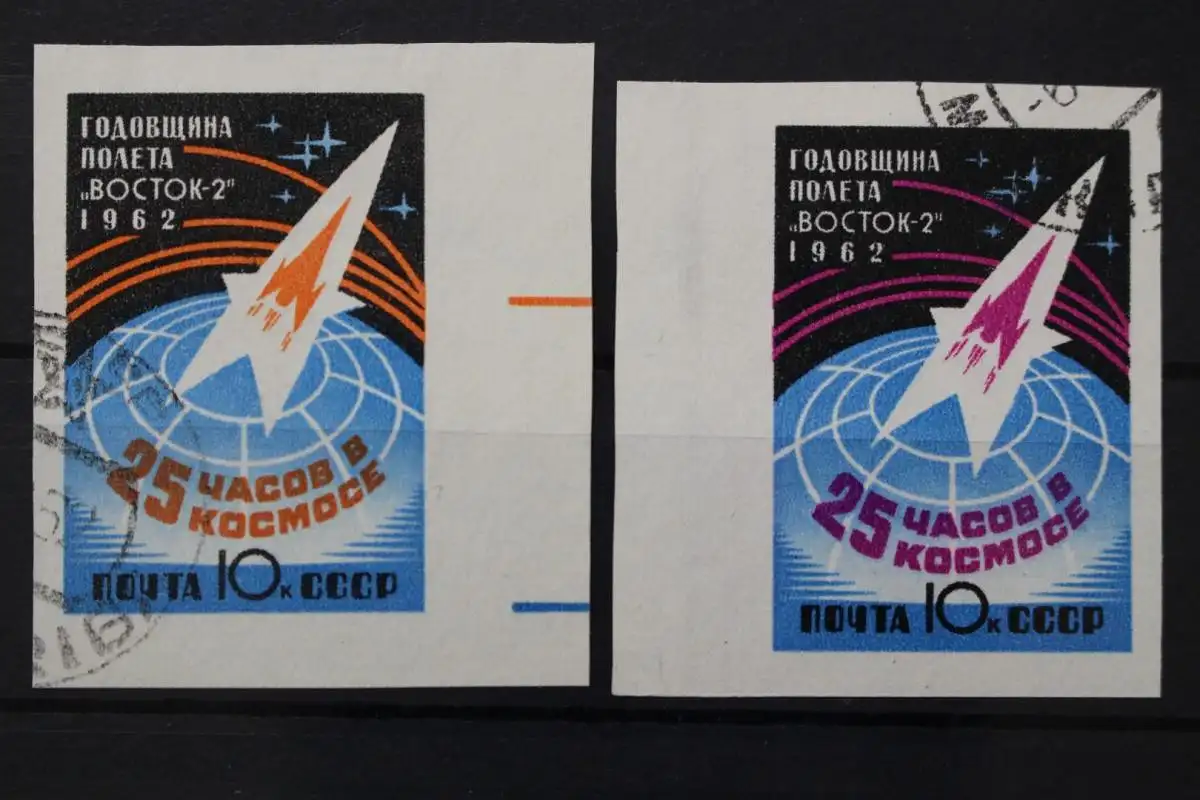 ГОДОВЩИНА
ПОЛЕТА
„ВОСТОК-2"
1962
25 ЧАСОВ В
КОСМОСЕ
ПОЧТА 10К СССР
ГОДОВЩИНА
ПОЛЕТА
„ВОСТОК-2"
1962
25 ЧАСОВ В
КОСМОСЕ
ПОЧТА 10К СССР